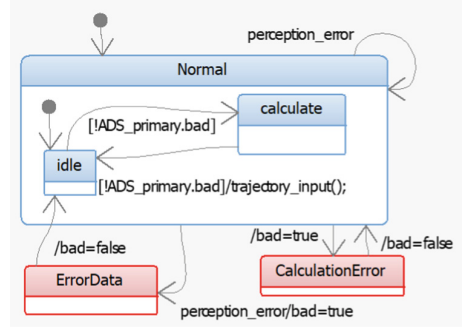 perception_error
Normal
calculate
[!ADS_primary.bad]
idle
[!ADS_primary.bad]/trajectory_input();
/bad=true
/bad=false
/bad=false
CalculationError
ErrorData
perception_error/bad=true